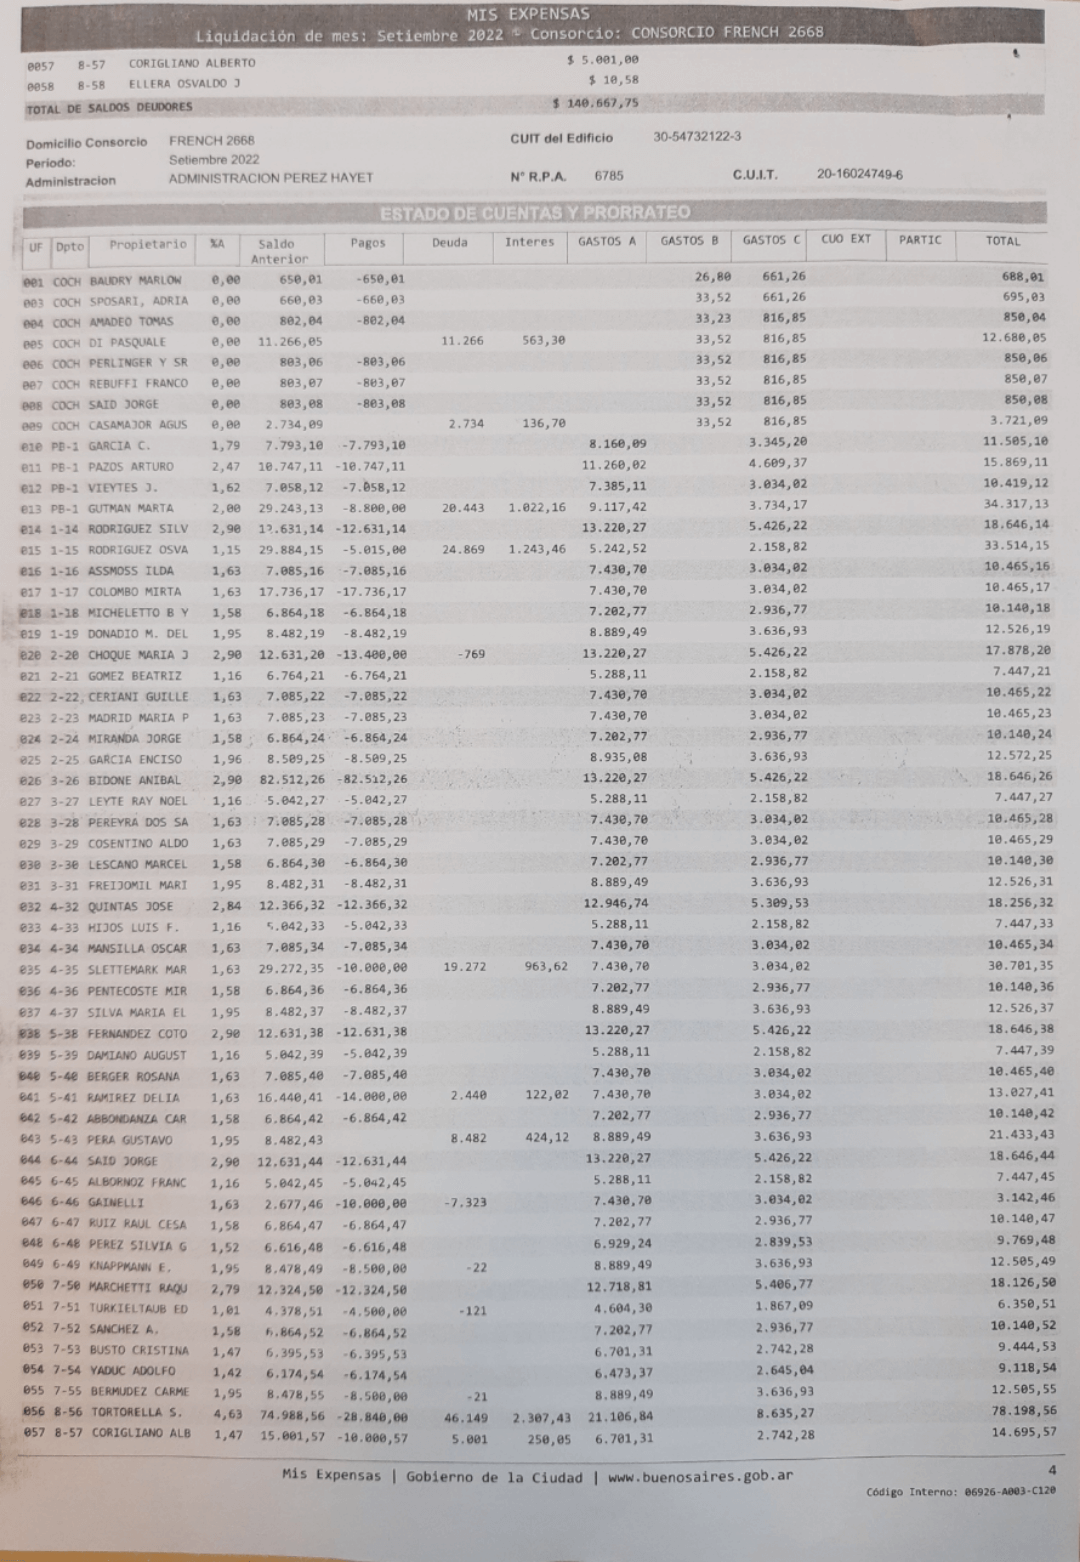 MIS EXPENSAS
Liquidación de mes: Setiembre 2022 - Consorcio: CONSORCIO FRENCH 2668
0057 8-57 CORIGLIANO ALBERTO $ 5.001,00
0058 8-58 ELLERA OSVALDO J $ 10,58
TOTAL DE SALDOS DEUDORES $ 140.667,75
Domicilio Consorcio FRENCH 2668 CUIT del Edificio 30-54732122-3
Periodo: Setiembre 2022
Administracion ADMINISTRACION PEREZ HAYET N° R.P.A. 6785 C.U.I.T. 20-16024749-6
ESTADO DE CUENTAS Y PRORRATEO
UF Dpto Propietario %A Saldo Anterior Pagos Deuda Interes GASTOS A GASTOS B GASTOS C CUO EXT PARTIC TOTAL
001 COCH BAUDRY MARLOW 0,00 650,01 -650,01 26,80 661,26 688,01
003 COCH SPOSARI, ADRIA 0,00 660,03 -660,03 33,52 661,26 695,03
004 COCH AMADEO TOMAS 0,00 802,04 -802,04 33,23 816,85 850,04
005 COCH DI PASQUALE 0,00 11.266,05 11.266 563,30 33,52 816,85 12.680,05
006 COCH PERLINGER Y SR 0,00 803,06 -803,06 33,52 816,85 850,06
007 COCH REBUFFI FRANCO 0,00 803,07 -803,07 33,52 816,85 850,07
008 COCH SAID JORGE 0,00 803,08 -803,08 33,52 816,85 850,08
009 COCH CASAMAJOR AGUS 0,00 2.734,09 2.734 136,70 33,52 816,85 3.721,09
010 PB-1 GARCIA C. 1,79 7.793,10 -7.793,10 8.160,09 3.345,20 11.505,10
011 PB-1 PAZOS ARTURO 2,47 10.747,11 -10.747,11 11.260,02 4.609,37 15.869,11
012 PB-1 VIEYTES J. 1,62 7.058,12 -7.058,12 7.385,11 3.034,02 10.419,12
013 PB-1 GUTMAN MARTA 2,00 29.243,13 -8.800,00 20.443 1.022,16 9.117,42 3.734,17 34.317,13
014 1-14 RODRIGUEZ SILV 2,90 12.631,14 -12.631,14 13.220,27 5.426,22 18.646,14
015 1-15 RODRIGUEZ OSVA 1,15 29.884,15 -5.015,00 24.869 1.243,46 5.242,52 2.158,82 33.514,15
016 1-16 ASSMOSS ILDA 1,63 7.085,16 -7.085,16 7.430,70 3.034,02 10.465,16
017 1-17 COLOMBO MIRTA 1,63 17.736,17 -17.736,17 7.430,70 3.034,02 10.465,17
018 1-18 MICHELETTO B Y 1,58 6.864,18 -6.864,18 7.202,77 2.936,77 10.140,18
019 1-19 DONADIO M. DEL 1,95 8.482,19 -8.482,19 8.889,49 3.636,93 12.526,19
020 2-20 CHOQUE MARIA J 2,90 12.631,20 -13.400,00 -769 13.220,27 5.426,22 17.878,20
021 2-21 GOMEZ BEATRIZ 1,16 6.764,21 -6.764,21 5.288,11 2.158,82 7.447,21
022 2-22 CERIANI GUILLE 1,63 7.085,22 -7.085,22 7.430,70 3.034,02 10.465,22
023 2-23 MADRID MARIA P 1,63 7.085,23 -7.085,23 7.430,70 3.034,02 10.465,23
024 2-24 MIRANDA JORGE 1,58 6.864,24 -6.864,24 7.202,77 2.936,77 10.140,24
025 2-25 GARCIA ENCISO 1,96 8.509,25 -8.509,25 8.935,08 3.636,93 12.572,25
026 3-26 BIDONE ANIBAL 2,90 82.512,26 -82.512,26 13.220,27 5.426,22 18.646,26
027 3-27 LEYTE RAY NOEL 1,16 5.042,27 -5.042,27 5.288,11 2.158,82 7.447,27
028 3-28 PEREYRA DOS SA 1,63 7.085,28 -7.085,28 7.430,70 3.034,02 10.465,28
029 3-29 COSENTINO ALDO 1,63 7.085,29 -7.085,29 7.430,70 3.034,02 10.465,29
030 3-30 LESCANO MARCEL 1,58 6.864,30 -6.864,30 7.202,77 2.936,77 10.140,30
031 3-31 FREIJOMIL MARI 1,95 8.482,31 -8.482,31 8.889,49 3.636,93 12.526,31
032 4-32 QUINTAS JOSE 2,84 12.366,32 -12.366,32 12.946,74 5.309,53 18.256,32
033 4-33 HIJOS LUIS F. 1,16 5.042,33 -5.042,33 5.288,11 2.158,82 7.447,33
034 4-34 MANSILLA OSCAR 1,63 7.085,34 -7.085,34 7.430,70 3.034,02 10.465,34
035 4-35 SLETTEMARK MAR 1,63 29.272,35 -10.000,00 19.272 963,62 7.430,70 3.034,02 30.701,35
036 4-36 PENTECOSTE MIR 1,58 6.864,36 -6.864,36 7.202,77 2.936,77 10.140,36
037 4-37 SILVA MARIA EL 1,95 8.482,37 -8.482,37 8.889,49 3.636,93 12.526,37
038 5-38 FERNANDEZ COTO 2,90 12.631,38 -12.631,38 13.220,27 5.426,22 18.646,38
039 5-39 DAMIANO AUGUST 1,16 5.042,39 -5.042,39 5.288,11 2.158,82 7.447,39
040 5-40 BERGER ROSANA 1,63 7.085,40 -7.085,40 7.430,70 3.034,02 10.465,40
041 5-41 RAMIREZ DELIA 1,63 16.440,41 -14.000,00 2.440 122,02 7.430,70 3.034,02 13.027,41
042 5-42 ABBONDANZA CAR 1,58 6.864,42 -6.864,42 7.202,77 2.936,77 10.140,42
043 5-43 PERA GUSTAVO 1,95 8.482,43 8.482 424,12 8.889,49 3.636,93 21.433,43
044 6-44 SAID JORGE 2,90 12.631,44 -12.631,44 13.220,27 5.426,22 18.646,44
045 6-45 ALBORNOZ FRANC 1,16 5.042,45 -5.042,45 5.288,11 2.158,82 7.447,45
046 6-46 GAINELLI 1,63 2.677,46 -10.000,00 -7.323 7.430,70 3.034,02 3.142,46
047 6-47 RUIZ RAUL CESA 1,58 6.864,47 -6.864,47 7.202,77 2.936,77 10.140,47
048 6-48 PEREZ SILVIA G 1,52 6.616,48 -6.616,48 6.929,24 2.839,53 9.769,48
049 6-49 KNAPPMANN E. 1,95 8.478,49 -8.500,00 -22 8.889,49 3.636,93 12.505,49
050 7-50 MARCHETTI RAQU 2,79 12.324,50 -12.324,50 12.718,81 5.406,77 18.126,50
051 7-51 TURKIELTAUB ED 1,01 4.378,51 -4.500,00 -121 4.604,30 1.867,09 6.350,51
052 7-52 SANCHEZ A. 1,58 6.864,52 -6.864,52 7.202,77 2.936,77 10.140,52
053 7-53 BUSTO CRISTINA 1,47 6.395,53 -6.395,53 6.701,31 2.742,28 9.444,53
054 7-54 YADUC ADOLFO 1,42 6.174,54 -6.174,54 6.473,37 2.645,04 9.118,54
055 7-55 BERMUDEZ CARME 1,95 8.478,55 -8.500,00 -21 8.889,49 3.636,93 12.505,55
056 8-56 TORTORELLA S. 4,63 74.988,56 -28.840,00 46.149 2.307,43 21.106,84 8.635,27 78.198,56
057 8-57 CORIGLIANO ALB 1,47 15.001,57 -10.000,57 5.001 250,05 6.701,31 2.742,28 14.695,57
Mis Expensas | Gobierno de la Ciudad | www.buenosaires.gob.ar
4
Código Interno: 06926-A003-C120